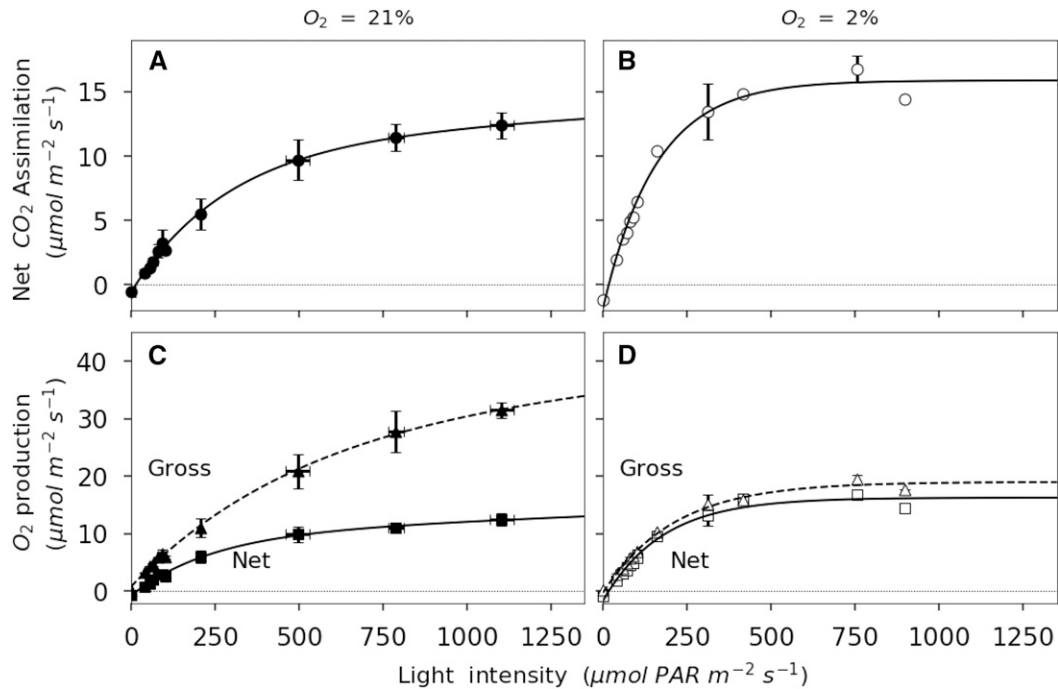 O₂ = 21%
O₂ = 2%
Net CO₂ Assimilation
(μmol m⁻² s⁻¹)
15
10
5
0
A
B
O₂ production
(μmol m⁻² s⁻¹)
40
30
20
10
0
C
Gross
Net
D
Gross
Net
0 250 500 750 1000 1250
0 250 500 750 1000 1250
Light intensity (μmol PAR m⁻² s⁻¹)